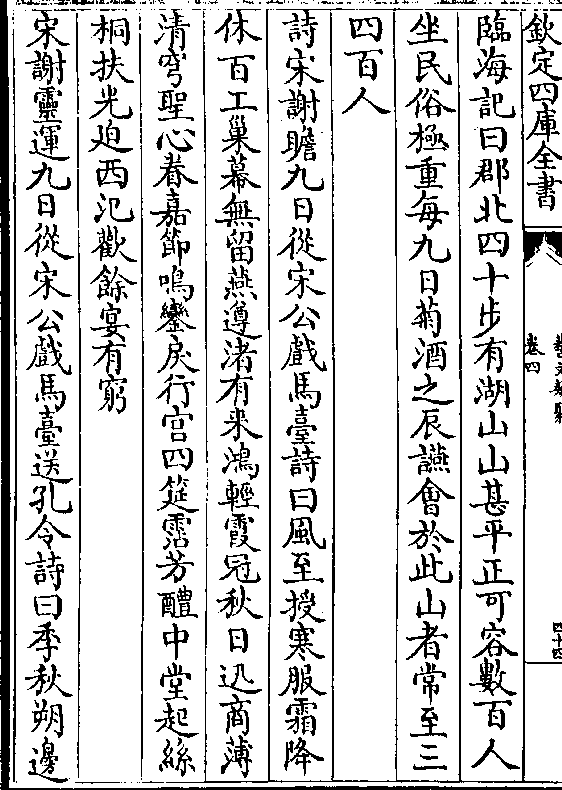 欽定四庫全書
藝文類聚
卷四
四十四
臨海記曰郡北四十步有湖山山甚平正可容數百人
坐民俗極重每九日菊酒之辰讌會於此山者常至三
四百人
詩宋謝瞻九日從宋公戲馬臺詩曰風至授寒服霜降
休百工巢幕無留燕遵渚有来鴻輕霞冠秋日迅商薄
清穹聖心眷嘉節鳴鑾戾行宫四筵霑芳醴中堂起絲
桐扶光迫西汜歡餘宴有窮
宋謝靈運九日從宋公戲馬臺送孔令詩曰季秋朔邊